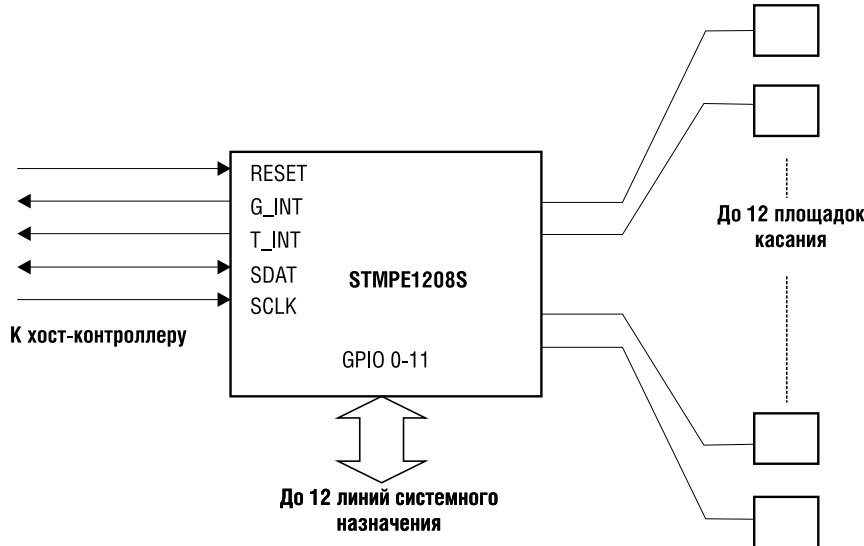 RESET
G_INT
T_INT
SDAT
SCLK
STMPE1208S
GPIO 0-11
К хост-контроллеру
До 12 площадок
касания
До 12 линий системного
назначения